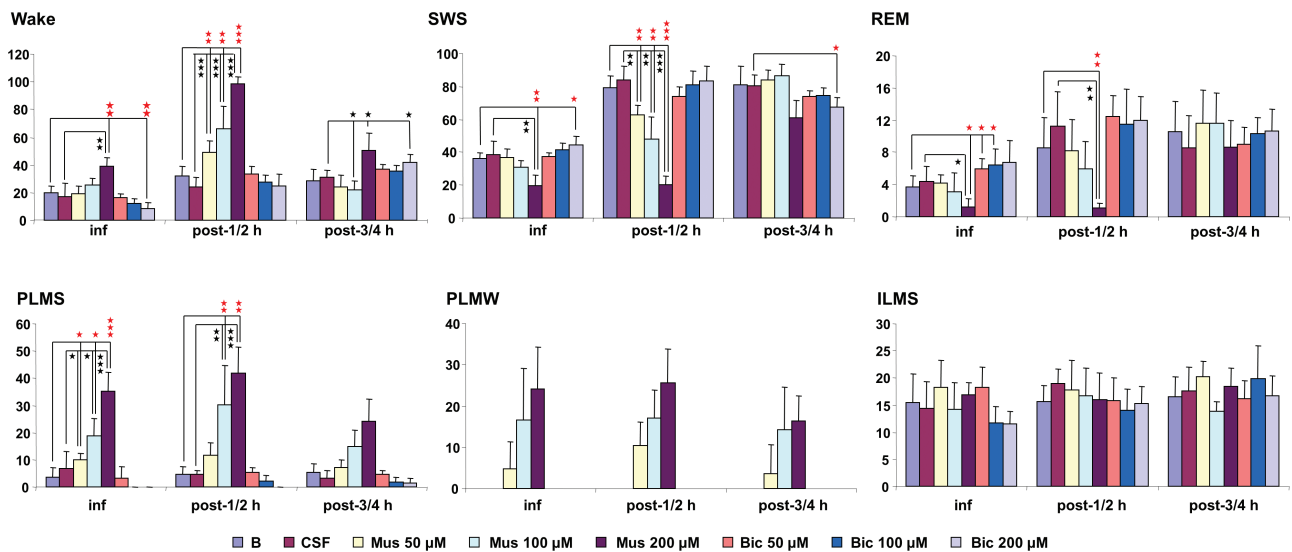 Wake
120
100
80
60
40
20
0
inf
post-1/2 h
post-3/4 h
SWS
100
80
60
40
20
0
inf
post-1/2 h
post-3/4 h
REM
20
16
12
8
4
0
inf
post-1/2 h
post-3/4 h
PLMS
60
50
40
30
20
10
0
inf
post-1/2 h
post-3/4 h
PLMW
40
30
20
10
0
inf
post-1/2 h
post-3/4 h
ILMS
30
25
20
15
10
5
0
inf
post-1/2 h
post-3/4 h
B CSF Mus 50 µM Mus 100 µM Mus 200 µM Bic 50 µM Bic 100 µM Bic 200 µM